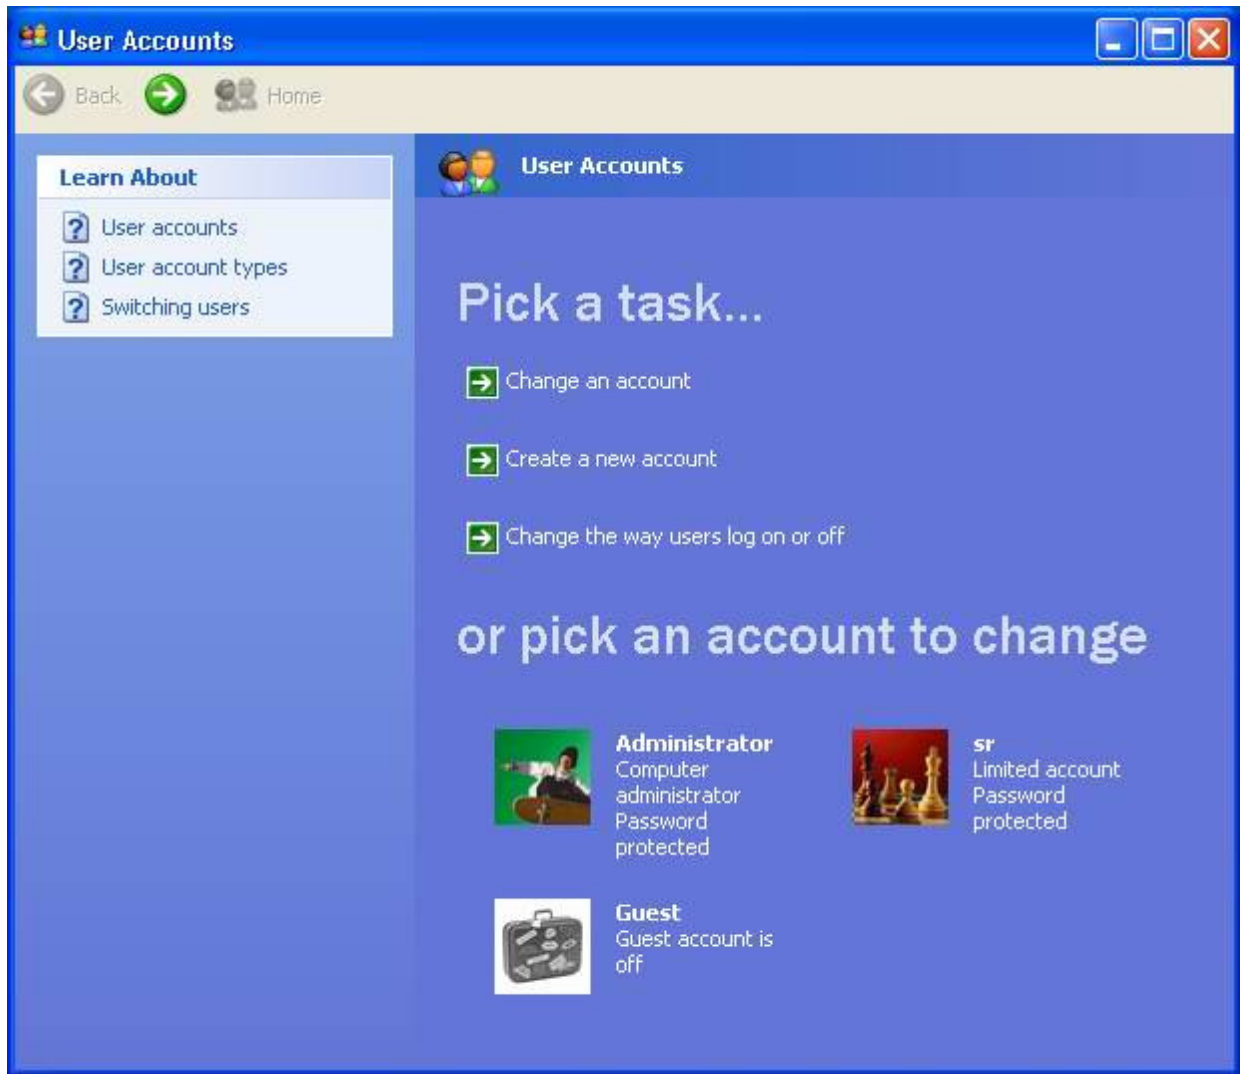 User Accounts
Back
Home
Learn About
User accounts
User account types
Switching users
User Accounts
Pick a task...
Change an account
Create a new account
Change the way users log on or off
or pick an account to change
Administrator
Computer
administrator
Password
protected
sr
Limited account
Password
protected
Guest
Guest account is
off